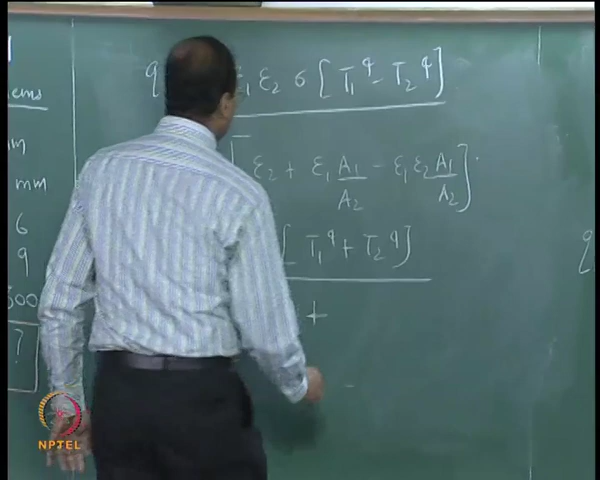 q ε₁ ε₂ σ [ T₁⁴ - T₂⁴ ]
ems
m
[ ε₂ + ε₁ A₁/A₂ - ε₁ ε₂ A₁/A₂ ]
mm
6
[ T₁⁴ + T₂⁴ ]
9
q
500
+
?
NPTEL